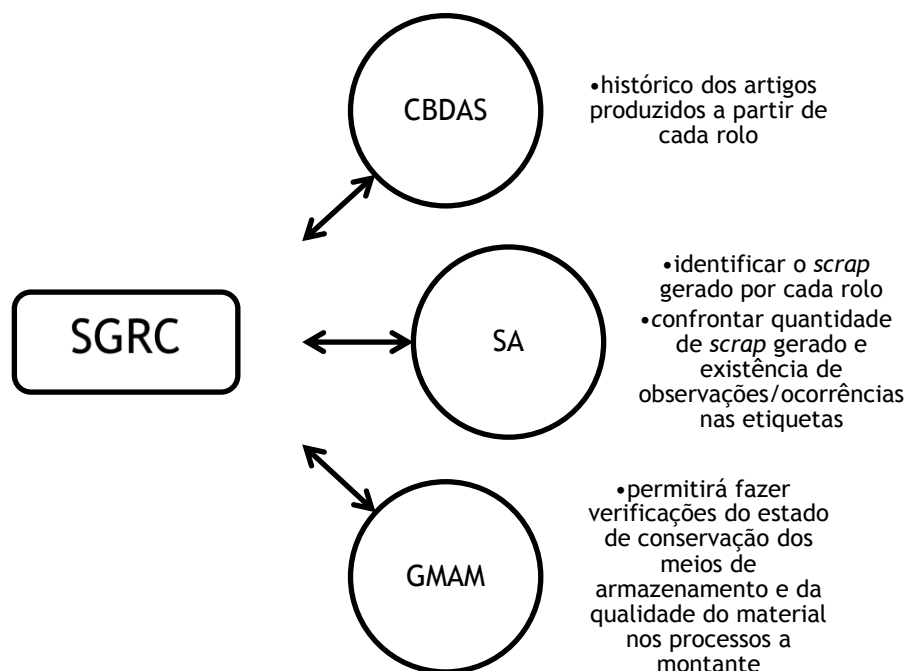 CBDAS
•histórico dos artigos
produzidos a partir de
cada rolo
SGRC
SA
•identificar o scrap
gerado por cada rolo
•confrontar quantidade
de scrap gerado e
existência de
observações/ocorrências
nas etiquetas
GMAM
•permitirá fazer
verificações do estado
de conservação dos
meios de
armazenamento e da
qualidade do material
nos processos a
montante